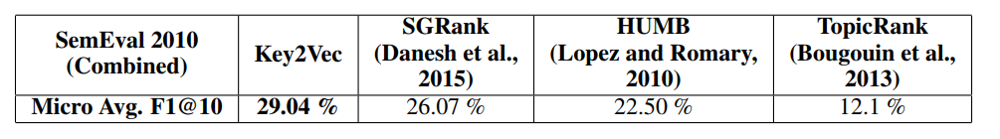 SemEval 2010 (Combined) | Key2Vec | SGRank (Danesh et al., 2015) | HUMB (Lopez and Romary, 2010) | TopicRank (Bougouin et al., 2013)
Micro Avg. F1@10 | 29.04 % | 26.07 % | 22.50 % | 12.1 %